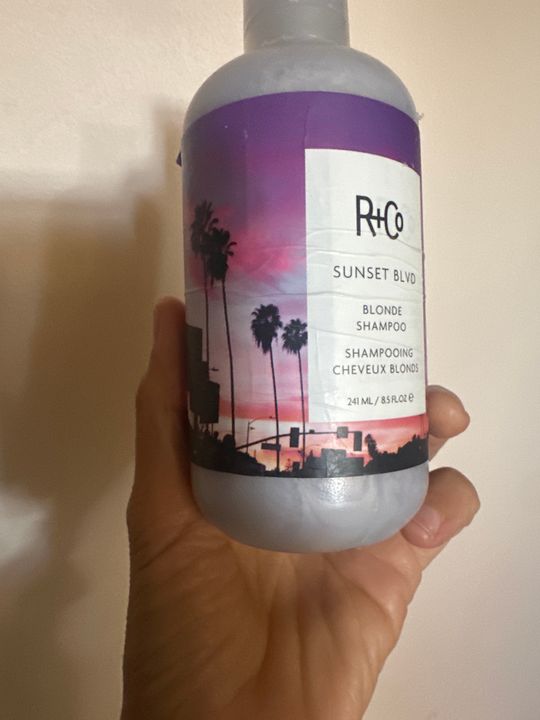 R+Co
SUNSET BLVD
BLONDE
SHAMPOO
SHAMPOOING
CHEVEUX BLONDS
241 ML / 8.5 FL OZ e